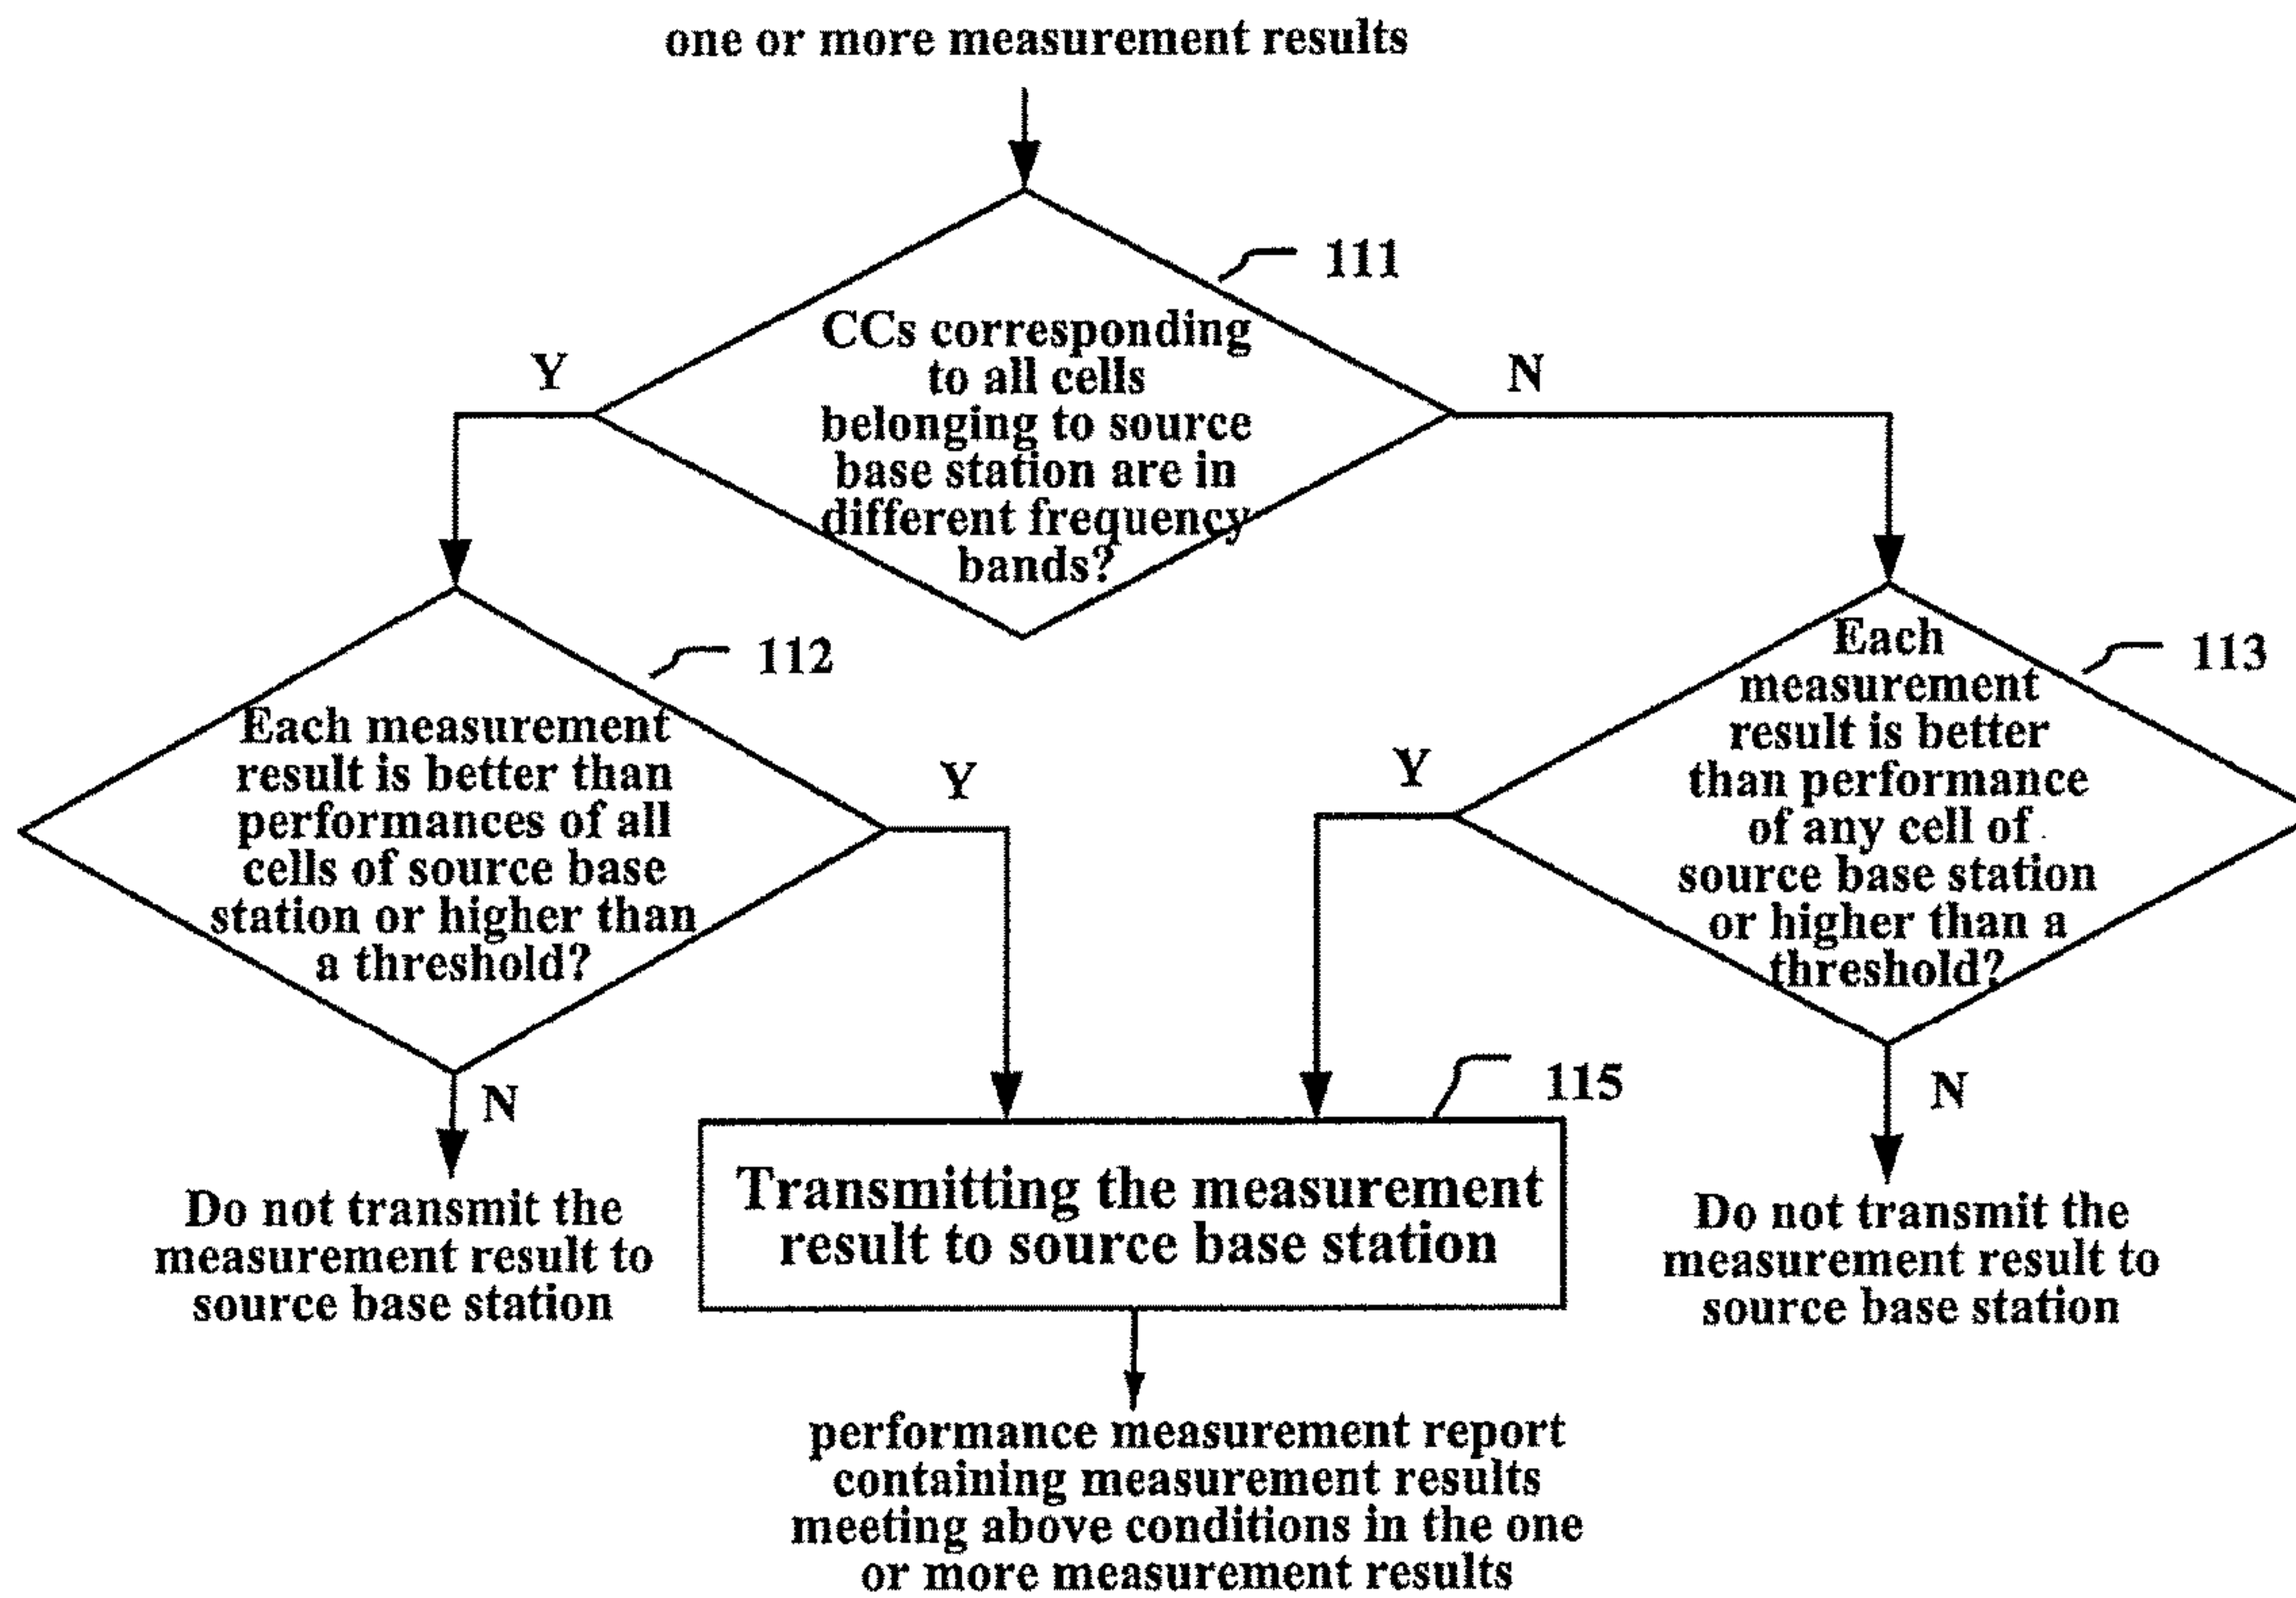 one or more measurement results
111
CCs corresponding
to all cells
belonging to source
base station are in
different frequency
bands?
Y
N
112
Each measurement
result is better than
performances of all
cells of source base
station or higher than
a threshold?
Y
N
113
Each
measurement
result is better
than performance
of any cell of
source base station
or higher than a
threshold?
Y
N
Do not transmit the
measurement result to
source base station
115
Transmitting the measurement
result to source base station
Do not transmit the
measurement result to
source base station
performance measurement report
containing measurement results
meeting above conditions in the one
or more measurement results